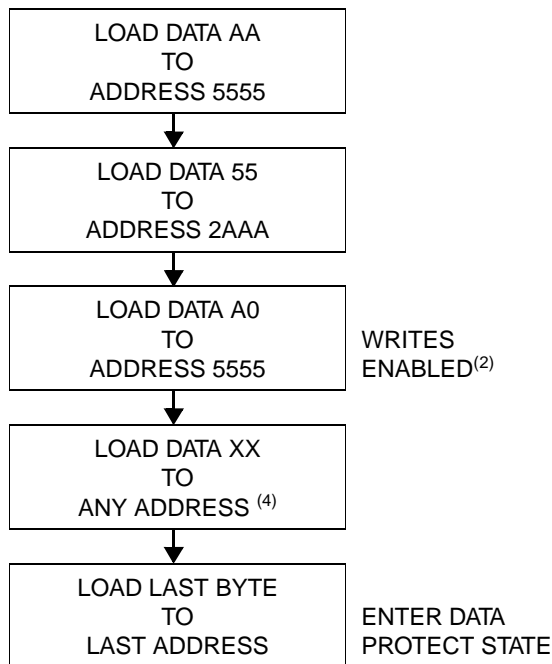 LOAD DATA AA
TO
ADDRESS 5555
LOAD DATA 55
TO
ADDRESS 2AAA
LOAD DATA A0
TO
ADDRESS 5555
WRITES
ENABLED(2)
LOAD DATA XX
TO
ANY ADDRESS (4)
LOAD LAST BYTE
TO
LAST ADDRESS
ENTER DATA
PROTECT STATE